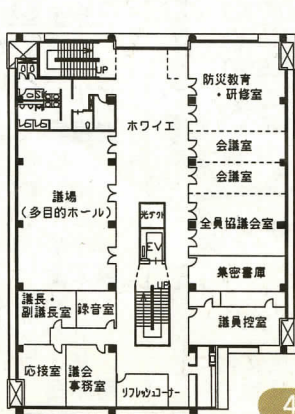 UP
防災教育
・研修室
ホワイエ
会議室
会議室
議場
(多目的ホール)
光ダクト
全員協議会室
EV
集密書庫
UP
議長・
副議長室
録音室
議員控室
応接室
議会
事務室
リフレッシュコーナー
4